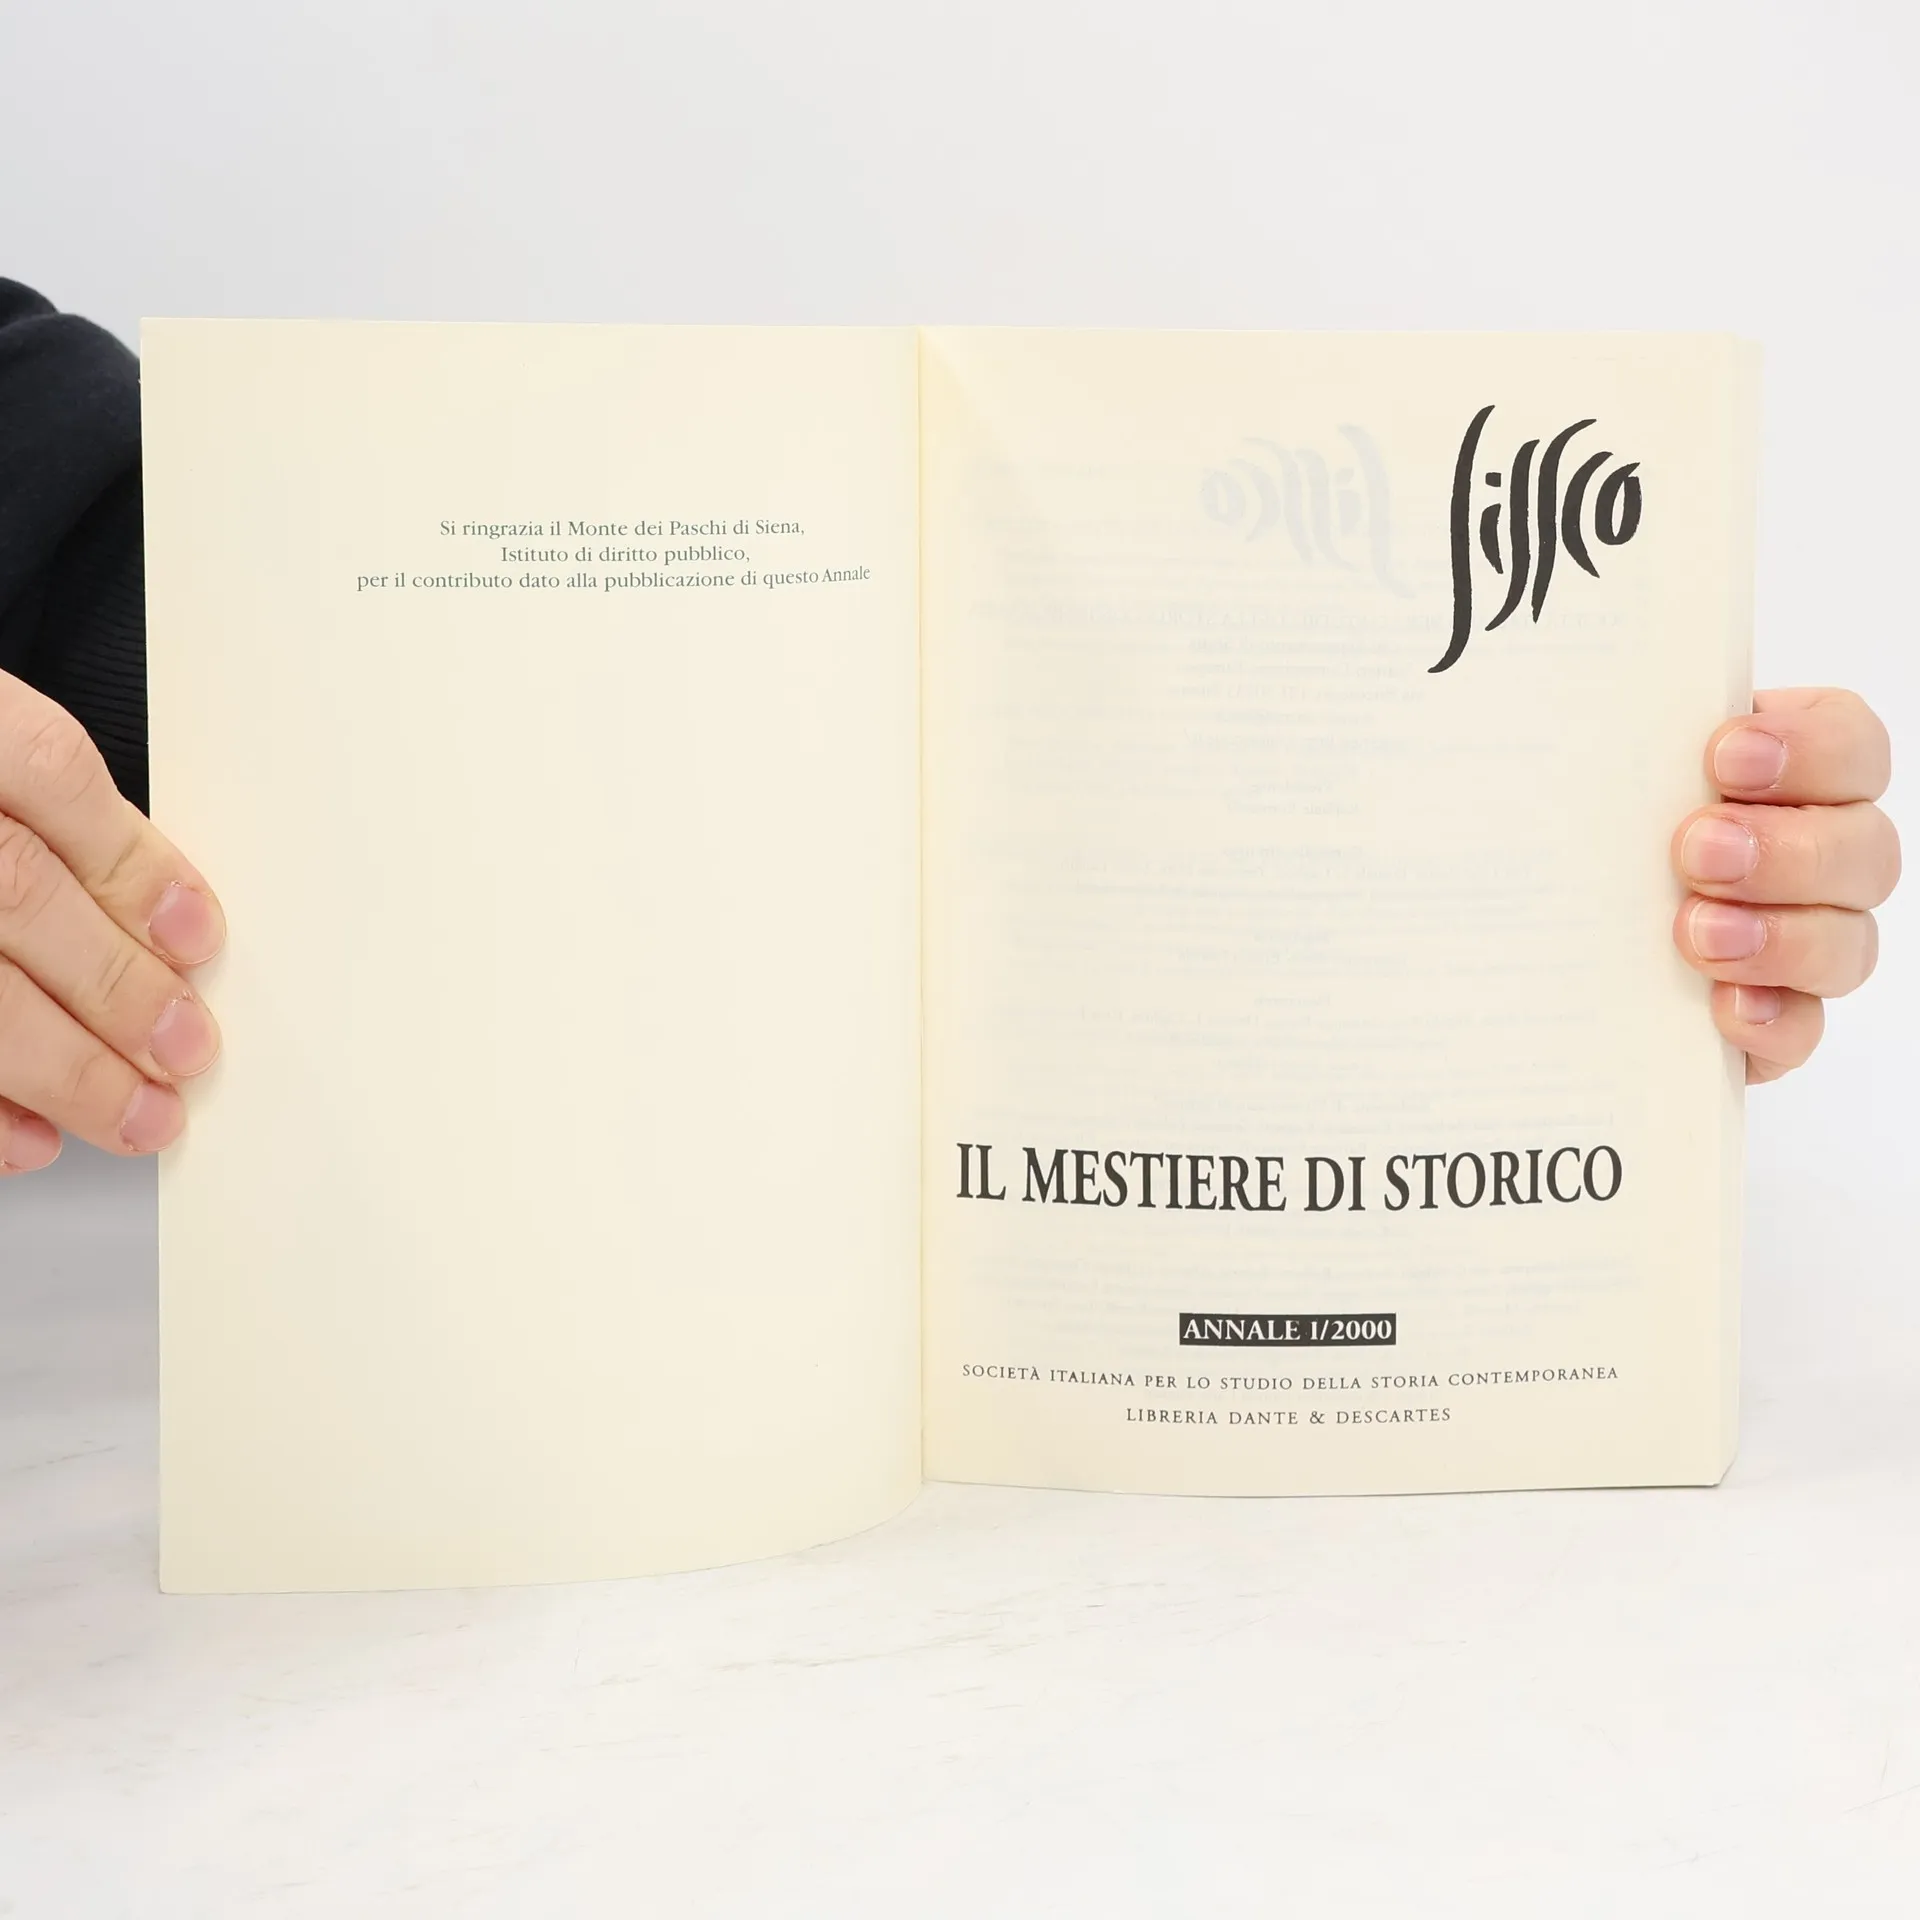 Si ringrazia il Monte dei Paschi di Siena,
Istituto di diritto pubblico,
per il contributo dato alla pubblicazione di questo Annale
sissco
IL MESTIERE DI STORICO
ANNALE I/2000
SOCIETÀ ITALIANA PER LO STUDIO DELLA STORIA CONTEMPORANEA
LIBRERIA DANTE & DESCARTES